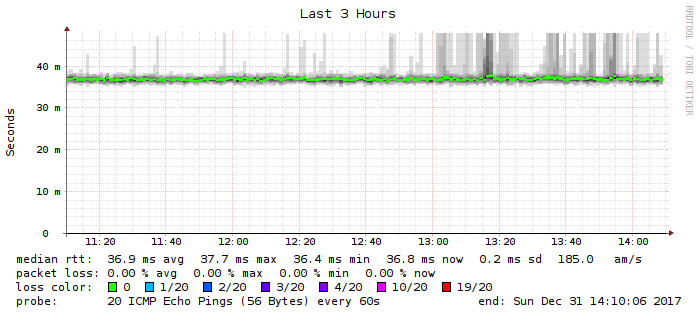 Last 3 Hours
RRDTOOL / TOBI OETIKER
Seconds
40 m
30 m
20 m
10 m
0
11:20 11:40 12:00 12:20 12:40 13:00 13:20 13:40 14:00
median rtt: 36.9 ms avg 37.7 ms max 36.4 ms min 36.8 ms now 0.2 ms sd 185.0 am/s
packet loss: 0.00 % avg 0.00 % max 0.00 % min 0.00 % now
loss color: 0 1/20 2/20 3/20 4/20 10/20 19/20
probe: 20 ICMP Echo Pings (56 Bytes) every 60s end: Sun Dec 31 14:10:06 2017